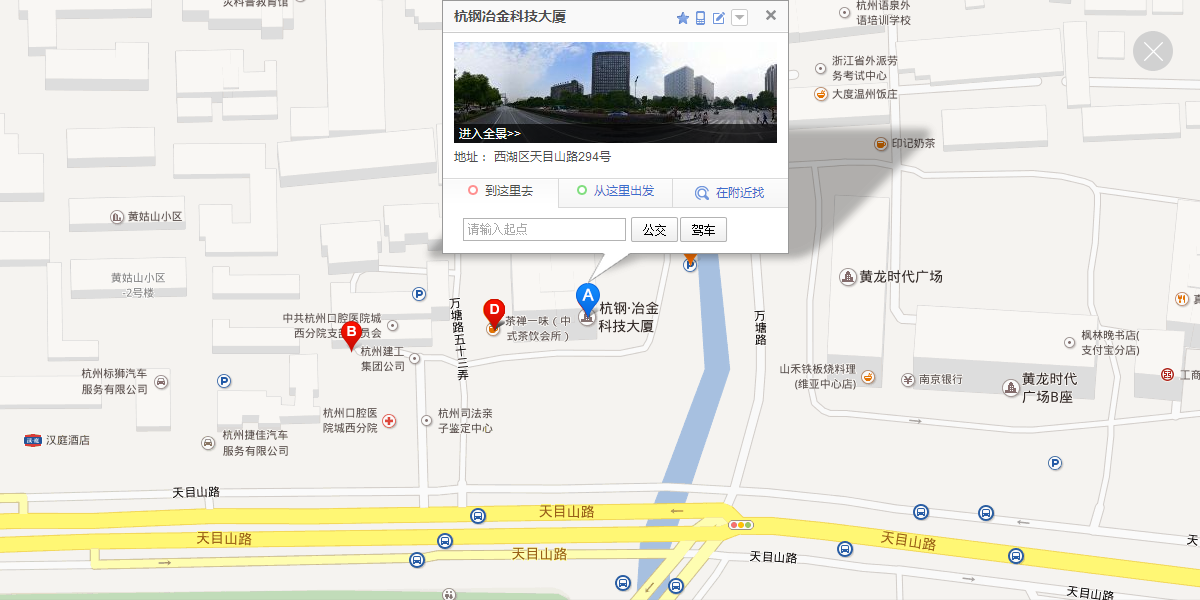 灵科普教育馆
杭钢冶金科技大厦
进入全景>>
地址： 西湖区天目山路294号
到这里去
从这里出发
在附近找
请输入起点
公交
驾车
杭州语泉外
语培训学校
浙江省外派劳
务考试中心
大度温州饭庄
印记奶茶
黄姑山小区
黄姑山小区
-2号楼
P
P
黄龙时代广场
A
杭钢·冶金
科技大厦
D
茶禅一味（中
式茶饮会所）
中共杭州口腔医院城
西分院支部委员会
B
杭州建工
集团公司
万塘路五十三弄
万塘路
枫林晚书店(
支付宝分店)
山禾铁板烧料理
(维亚中心店)
南京银行
黄龙时代
广场B座
工商
杭州标狮汽车
服务有限公司
P
杭州口腔医
院城西分院
杭州司法亲
子鉴定中心
汉庭酒店
杭州捷佳汽车
服务有限公司
P
天目山路
天目山路
天目山路
天目山路
天目山路
天目山路
天目山路
天